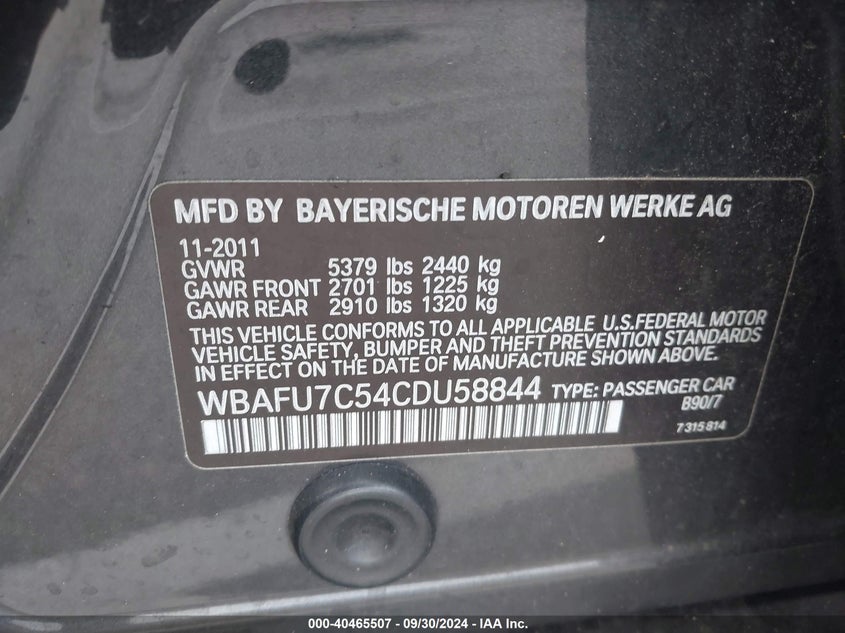 MFD BY BAYERISCHE MOTOREN WERKE AG
11-2011
GVWR 5379 lbs 2440 kg
GAWR FRONT 2701 lbs 1225 kg
GAWR REAR 2910 lbs 1320 kg
THIS VEHICLE CONFORMS TO ALL APPLICABLE U.S.FEDERAL MOTOR
VEHICLE SAFETY, BUMPER AND THEFT PREVENTION STANDARDS
IN EFFECT ON THE DATE OF MANUFACTURE SHOWN ABOVE.
WBAFU7C54CDU58844 TYPE: PASSENGER CAR
B90/7
7315814
000-40465507 - 09/30/2024 - IAA Inc.